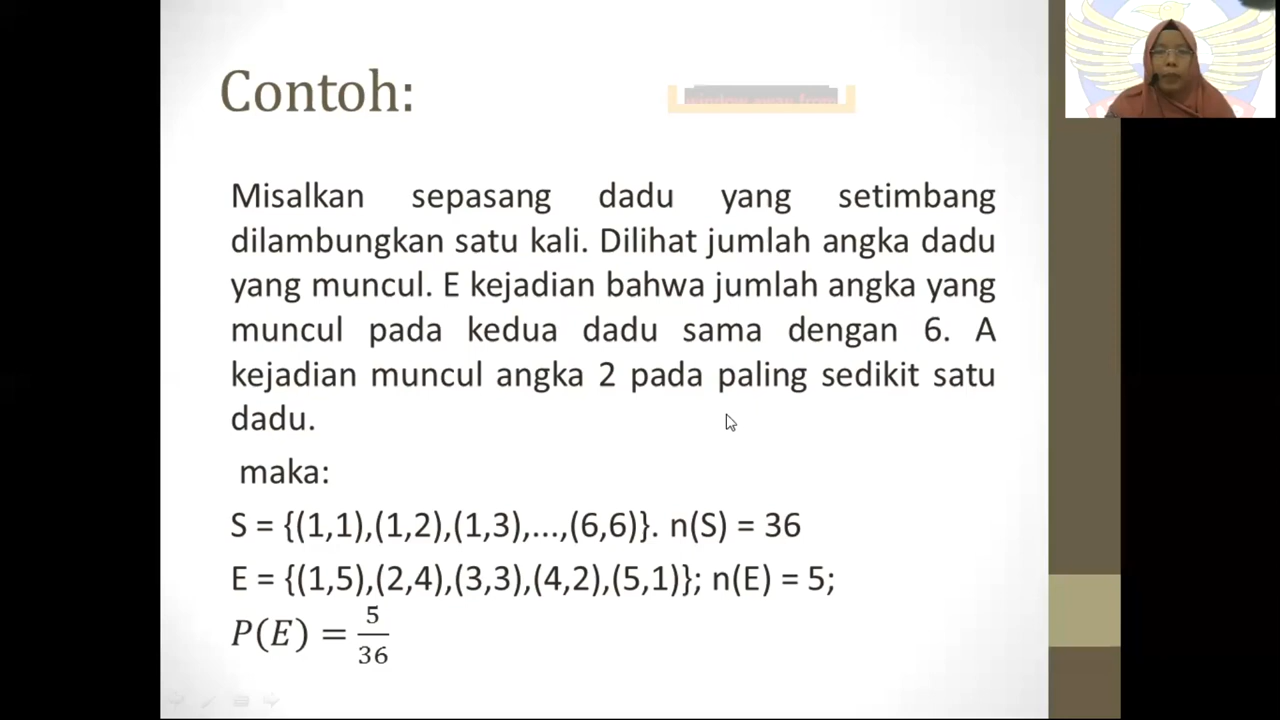 Contoh:
Misalkan sepasang dadu yang setimbang
dilambungkan satu kali. Dilihat jumlah angka dadu
yang muncul. E kejadian bahwa jumlah angka yang
muncul pada kedua dadu sama dengan 6. A
kejadian muncul angka 2 pada paling sedikit satu
dadu.
maka:
S = {(1,1),(1,2),(1,3),...,(6,6)}. n(S) = 36
E = {(1,5),(2,4),(3,3),(4,2),(5,1)}; n(E) = 5;
P(E) = 5/36